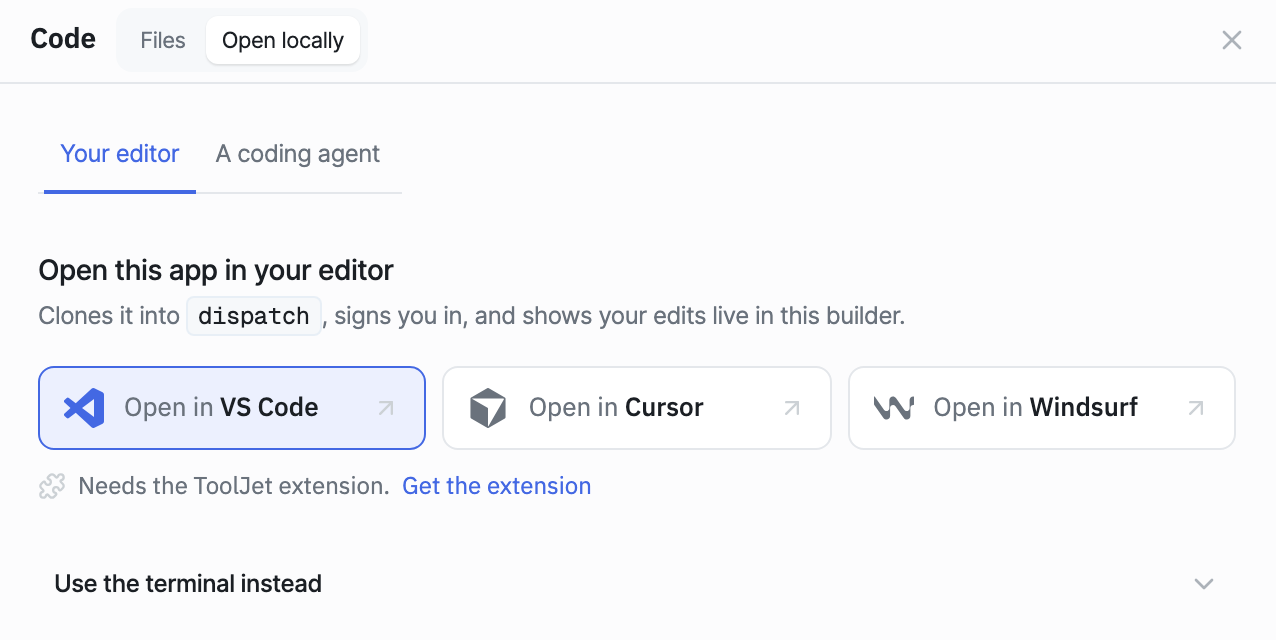 Code Files Open locally
Your editor A coding agent
Open this app in your editor
Clones it into dispatch, signs you in, and shows your edits live in this builder.
Open in VS Code Open in Cursor Open in Windsurf
Needs the ToolJet extension. Get the extension
Use the terminal instead